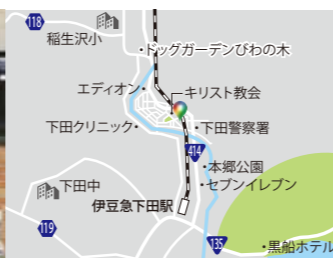 118
稲生沢小
・ドッグガーデンびわの木
エディオン・
キリスト教会
下田クリニック・
・下田警察署
414
・本郷公園
・セブンイレブン
下田中
伊豆急下田駅
119
135
・黒船ホテル